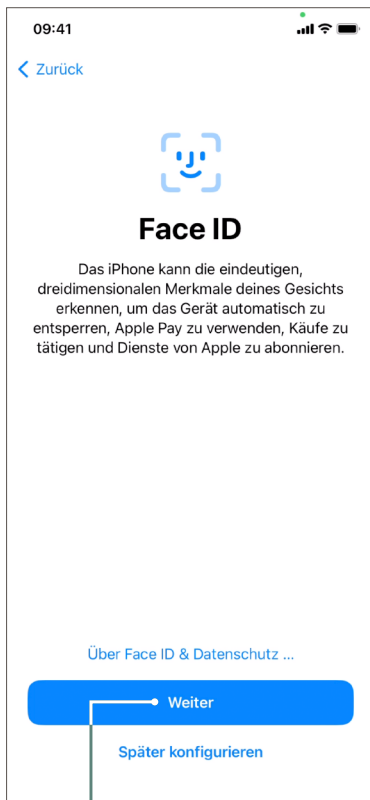 09:41
Zurück
Face ID
Das iPhone kann die eindeutigen,
dreidimensionalen Merkmale deines Gesichts
erkennen, um das Gerät automatisch zu
entsperren, Apple Pay zu verwenden, Käufe zu
tätigen und Dienste von Apple zu abonnieren.
Über Face ID & Datenschutz ...
Weiter
Später konfigurieren